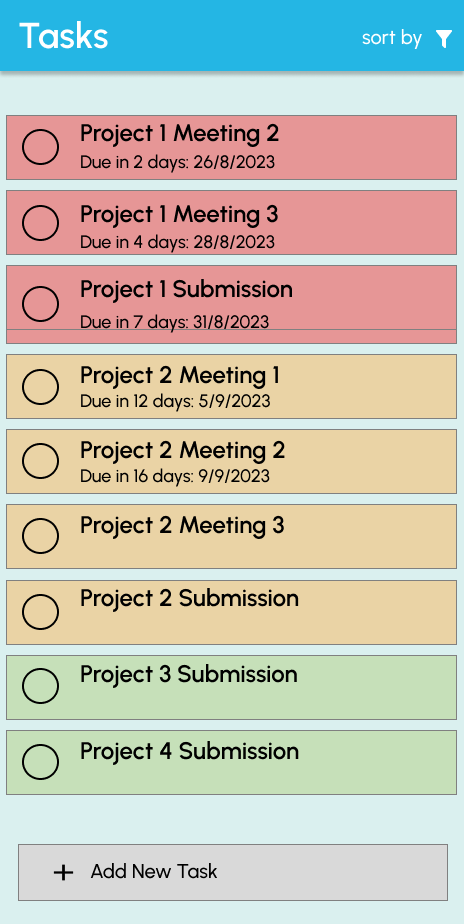 Tasks
sort by
Project 1 Meeting 2
Due in 2 days: 26/8/2023
Project 1 Meeting 3
Due in 4 days: 28/8/2023
Project 1 Submission
Due in 7 days: 31/8/2023
Project 2 Meeting 1
Due in 12 days: 5/9/2023
Project 2 Meeting 2
Due in 16 days: 9/9/2023
Project 2 Meeting 3
Project 2 Submission
Project 3 Submission
Project 4 Submission
+ Add New Task